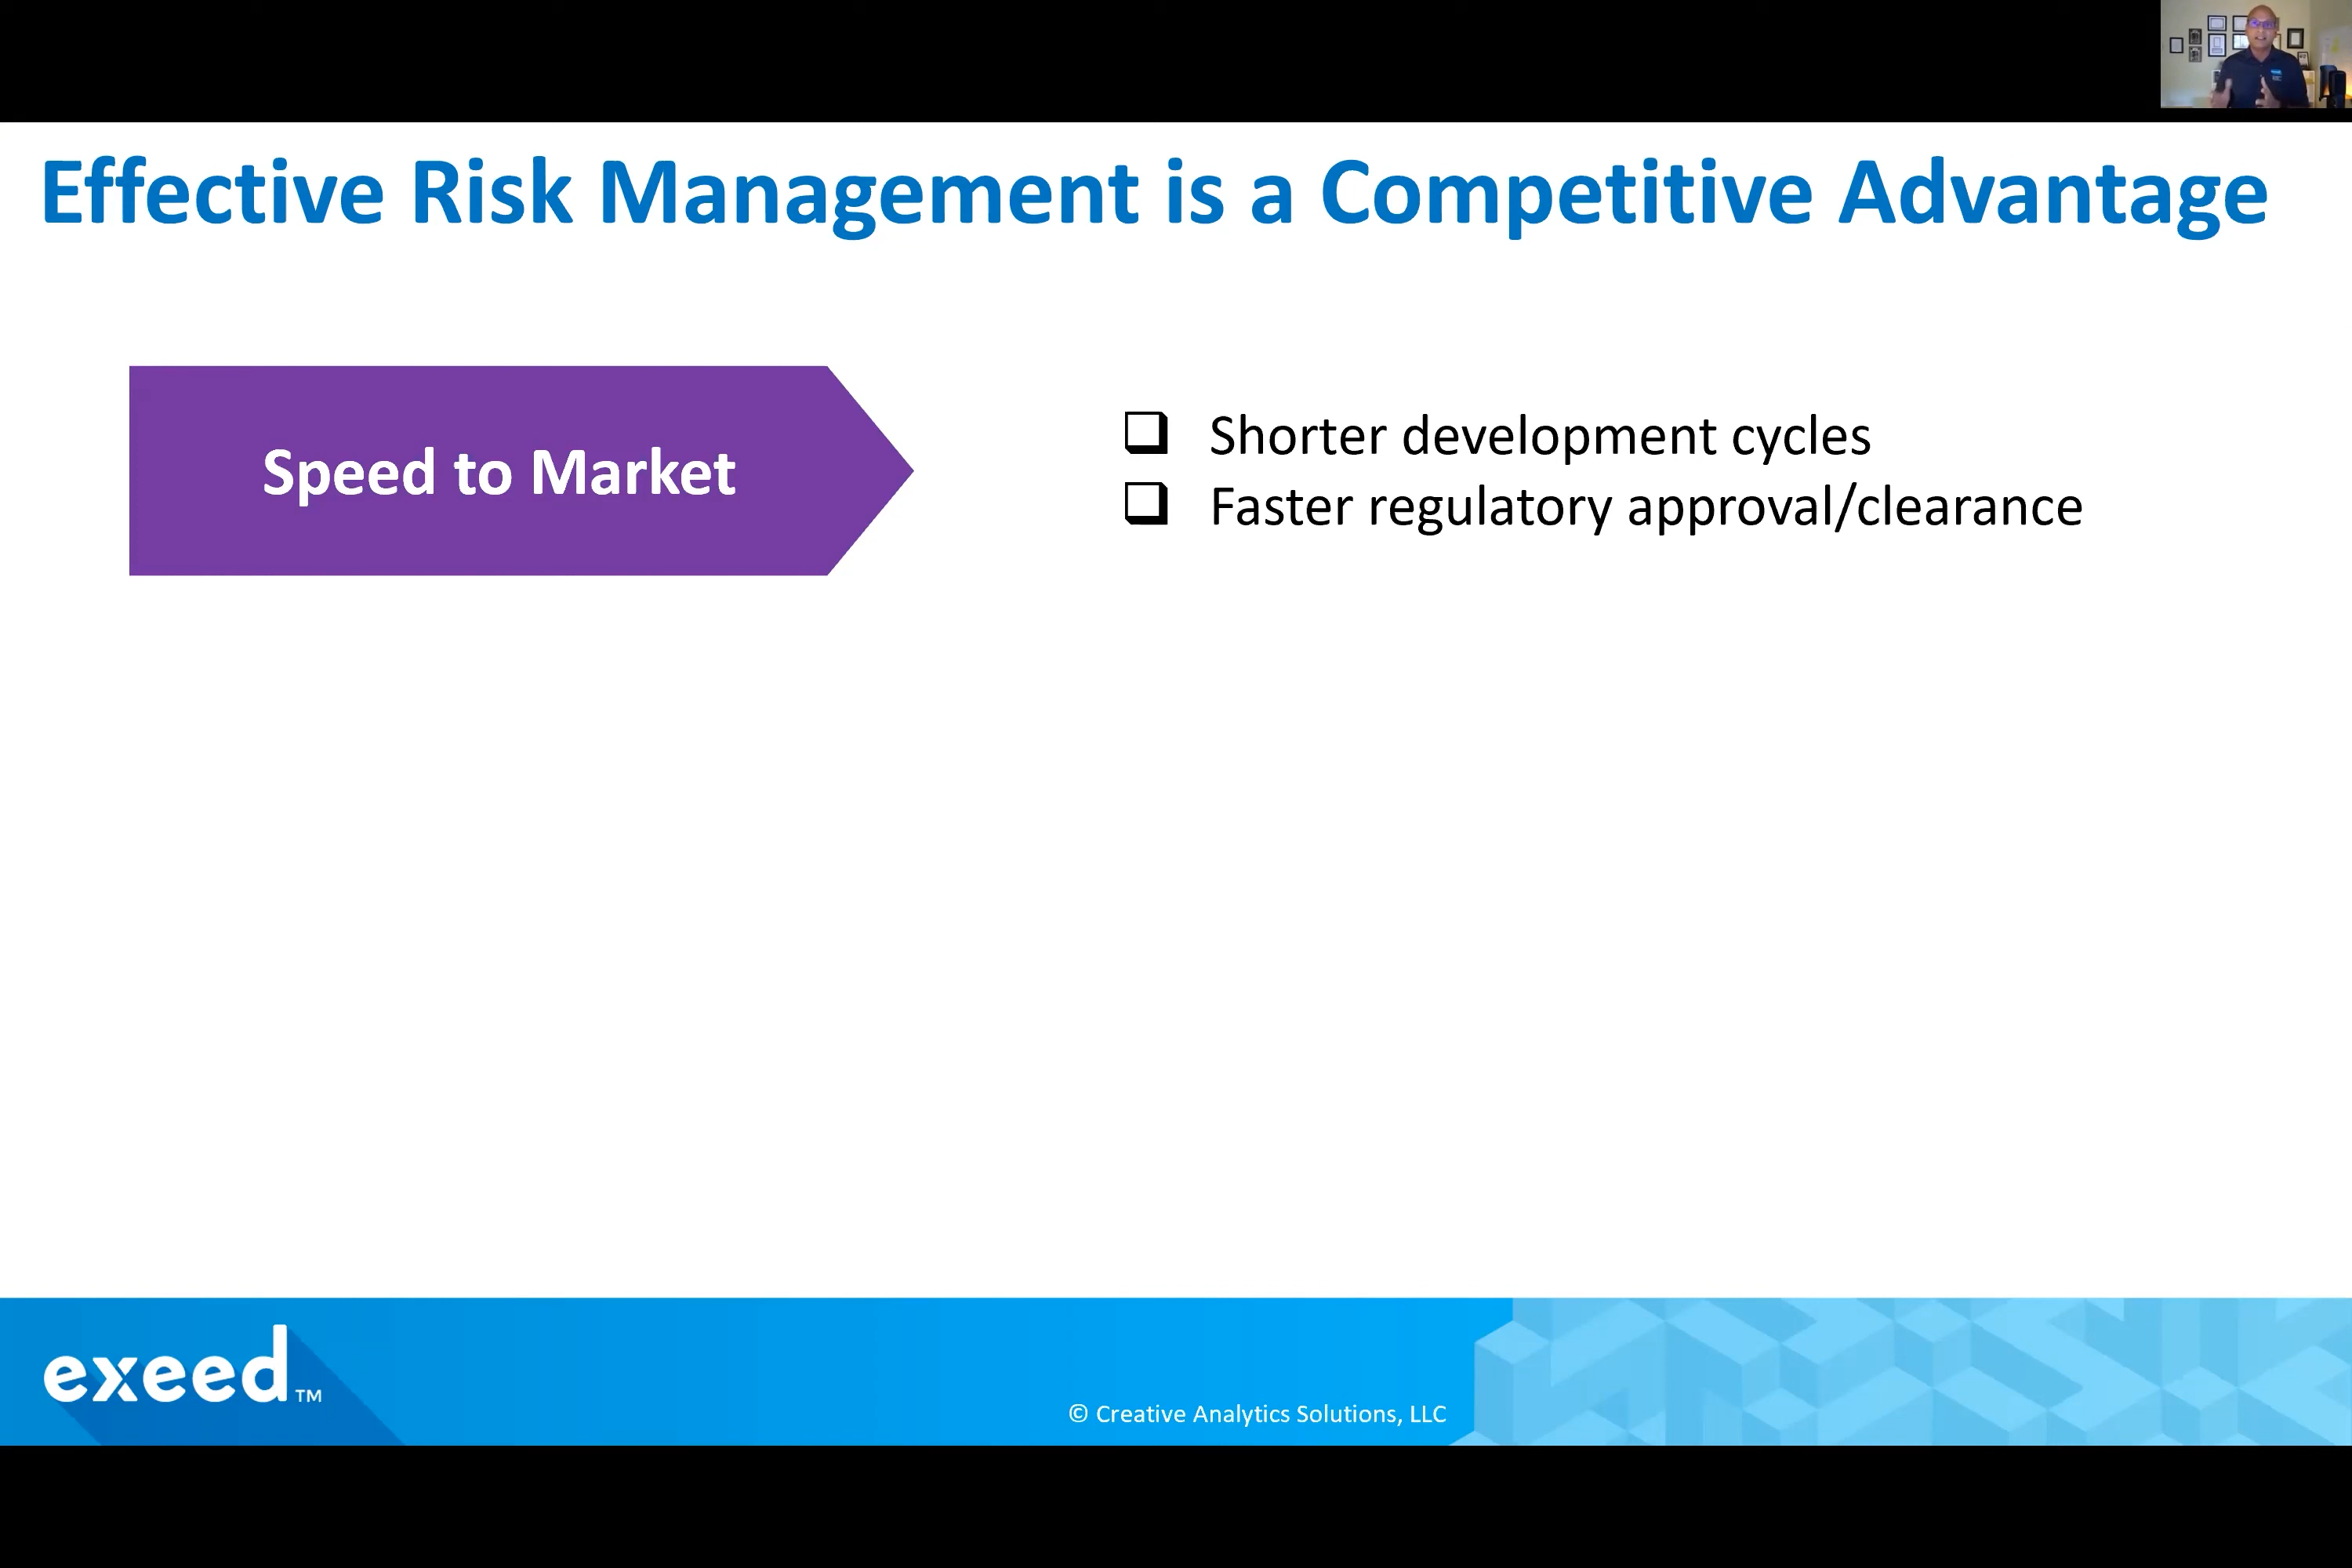 Effective Risk Management is a Competitive Advantage
Speed to Market
Shorter development cycles
Faster regulatory approval/clearance
exeed™
© Creative Analytics Solutions, LLC